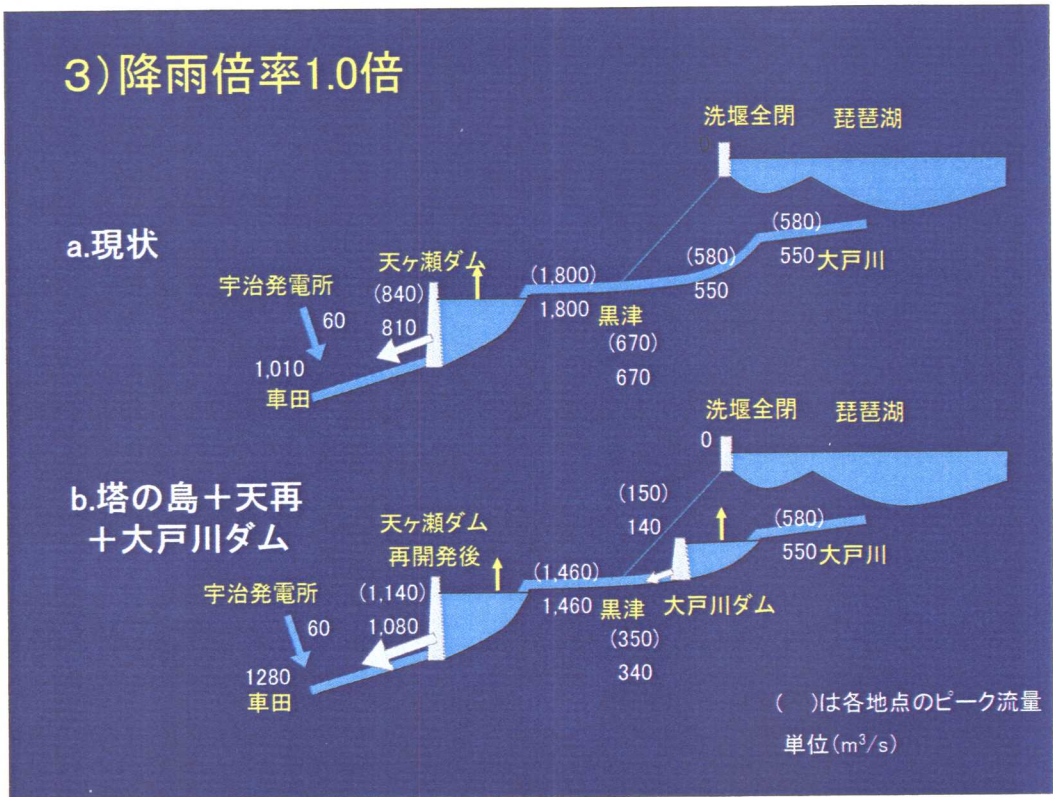 3)降雨倍率1.0倍
洗堰全閉 琵琶湖
a.現状
(580)
550 大戸川
(580)
550
天ヶ瀬ダム
(1,800)
1,800
黒津
(670)
670
宇治発電所
(840)
60
810
1,010
車田
洗堰全閉 琵琶湖
0
b.塔の島+天再
+大戸川ダム
(150)
140
(580)
550 大戸川
天ヶ瀬ダム
再開発後
(1,460)
1,460
黒津 大戸川ダム
(350)
340
宇治発電所
(1,140)
60
1,080
1280
車田
( )は各地点のピーク流量
単位(m³/s)